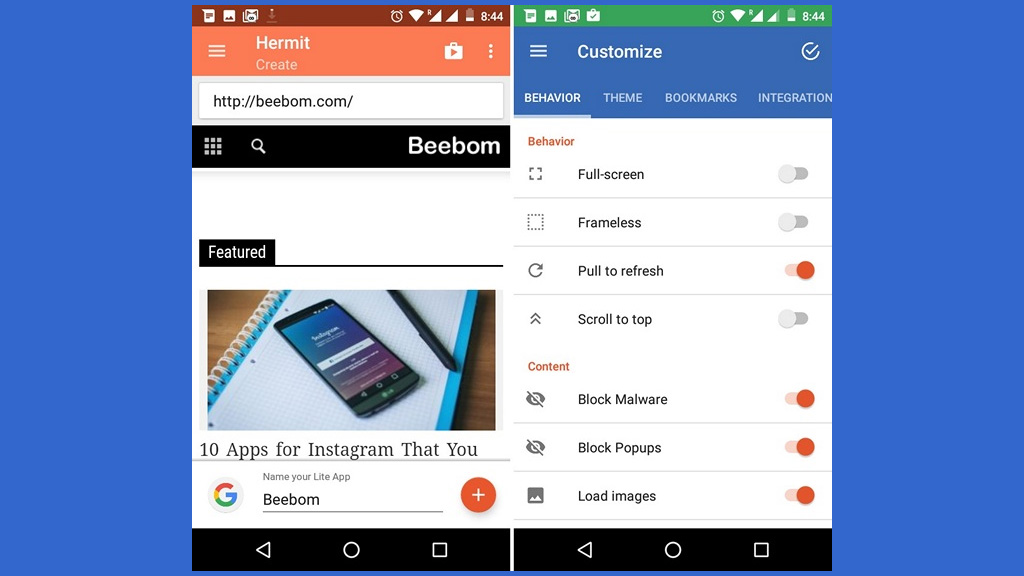 8:44
Hermit
Create
http://beebom.com/
Beebom
Featured
Instagram
10 Apps for Instagram That You
Name your Lite App
Beebom
8:44
Customize
BEHAVIOR THEME BOOKMARKS INTEGRATION
Behavior
Full-screen
Frameless
Pull to refresh
Scroll to top
Content
Block Malware
Block Popups
Load images